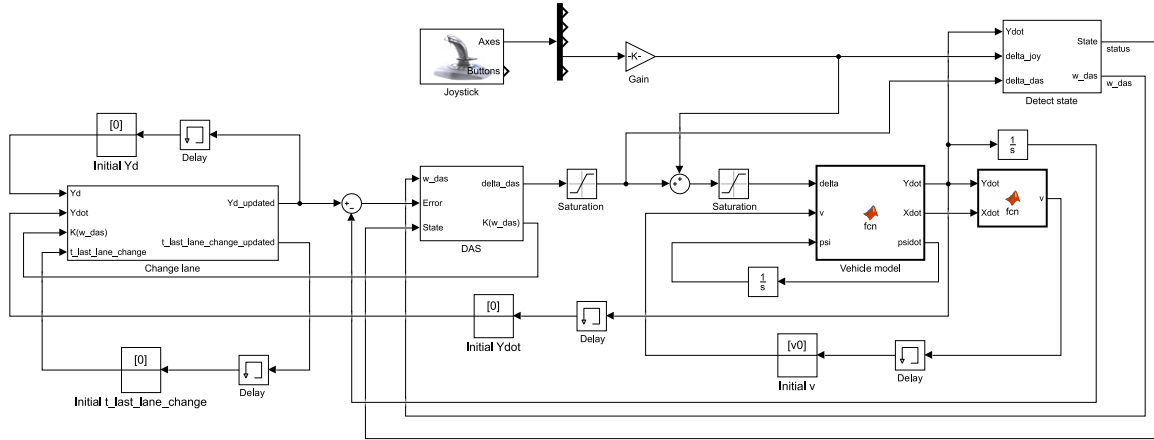 Axes
Buttons
Joystick
-K-
Gain
Ydot
delta_joy
delta_das
State
w_das
Detect state
status
w_das
[0]
Initial Yd
Delay
1
s
Yd
Ydot
K(w_das)
t_last_lane_change
Yd_updated
t_last_lane_change_updated
Change lane
+
-
w_das
Error
State
delta_das
K(w_das)
DAS
Saturation
+
+
Saturation
delta
v
psi
Ydot
Xdot
psidot
fcn
Vehicle model
Ydot
Xdot
v
fcn
1
s
[0]
Initial Ydot
Delay
[v0]
Initial v
Delay
[0]
Initial t_last_lane_change
Delay